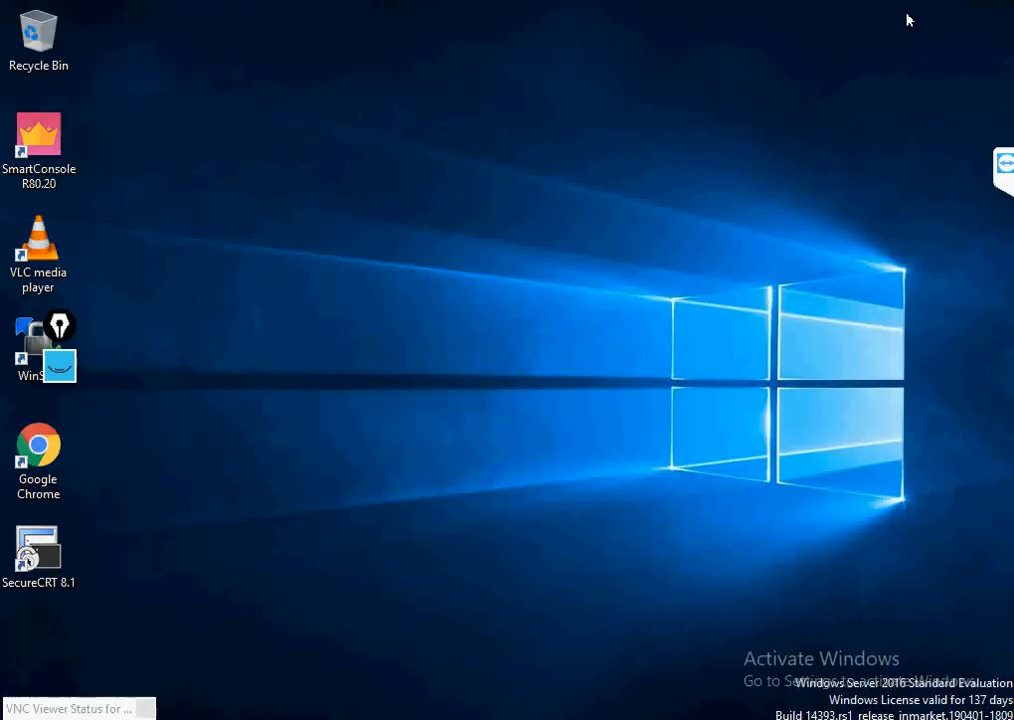 Recycle Bin
SmartConsole
R80.20
VLC media
player
Google
Chrome
SecureCRT 8.1
Activate Windows
Go to
Windows Server 2016 Standard Evaluation
Windows License valid for 137 days
Build 14393.rs1_release_inmarket.190401-1809
VNC Viewer Status for ...